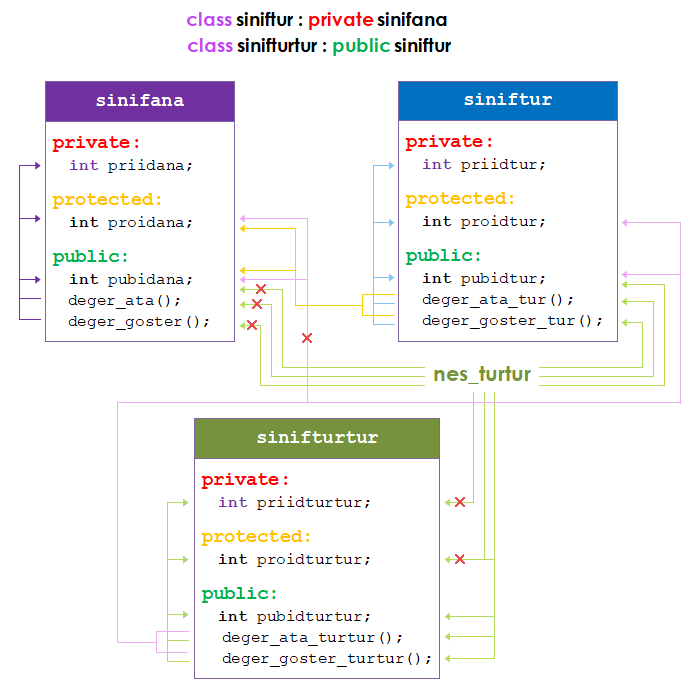 class siniftur : private sinifana
class sinifturtur : public siniftur
sinifana
private:
int priidana;
protected:
int proidana;
public:
int pubidana;
deger_ata();
deger_goster();
siniftur
private:
int priidtur;
protected:
int proidtur;
public:
int pubidtur;
deger_ata_tur();
deger_goster_tur();
nes_turtur
sinifturtur
private:
int priidturtur;
protected:
int proidturtur;
public:
int pubidturtur;
deger_ata_turtur();
deger_goster_turtur();